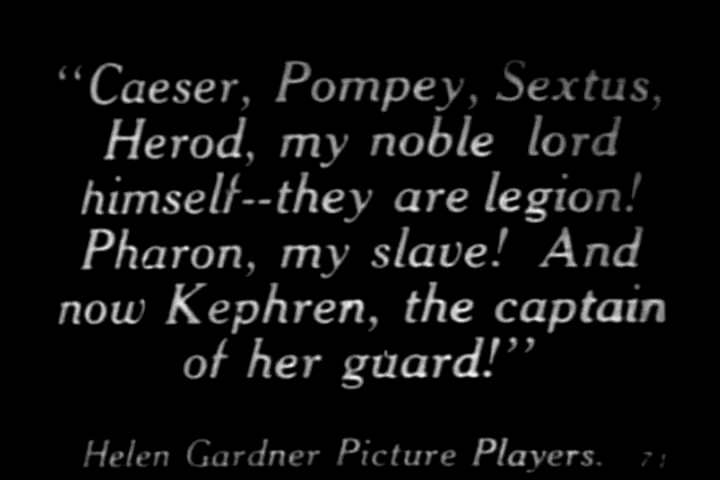 “Caeser, Pompey, Sextus,
Herod, my noble lord
himself--they are legion!
Pharon, my slave! And
now Kephren, the captain
of her guard!”
Helen Gardner Picture Players. 71